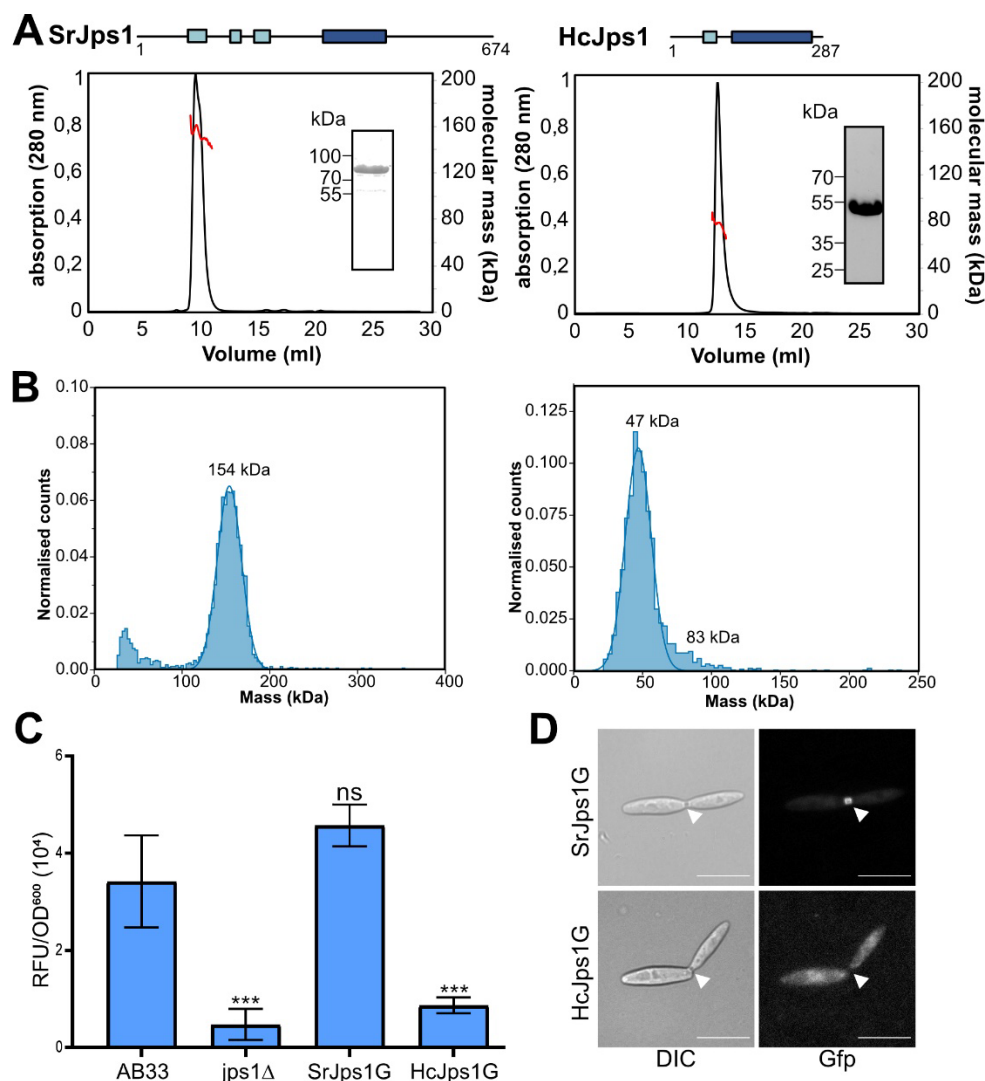 A
SrJps1
1
674
HcJps1
1
287
absorption (280 nm)
1
0,8
0,6
0,4
0,2
0
0 5 10 15 20 25 30
Volume (ml)
200
160
120
80
40
0
molecular mass (kDa)
kDa
100
70
55
absorption (280 nm)
1
0,8
0,6
0,4
0,2
0
0 5 10 15 20 25 30
Volume (ml)
200
160
120
80
40
0
molecular mass (kDa)
kDa
70
55
35
25
B
Normalised counts
0.10
0.08
0.06
0.04
0.02
0.00
154 kDa
0 100 200 300 400
Mass (kDa)
Normalised counts
0.125
0.100
0.075
0.050
0.025
0.000
47 kDa
83 kDa
0 50 100 150 200 250
Mass (kDa)
C
RFU/OD⁶⁰⁰ (10⁴)
6
4
2
0
***
ns
***
AB33 jps1Δ SrJps1G HcJps1G
D
SrJps1G
HcJps1G
DIC Gfp